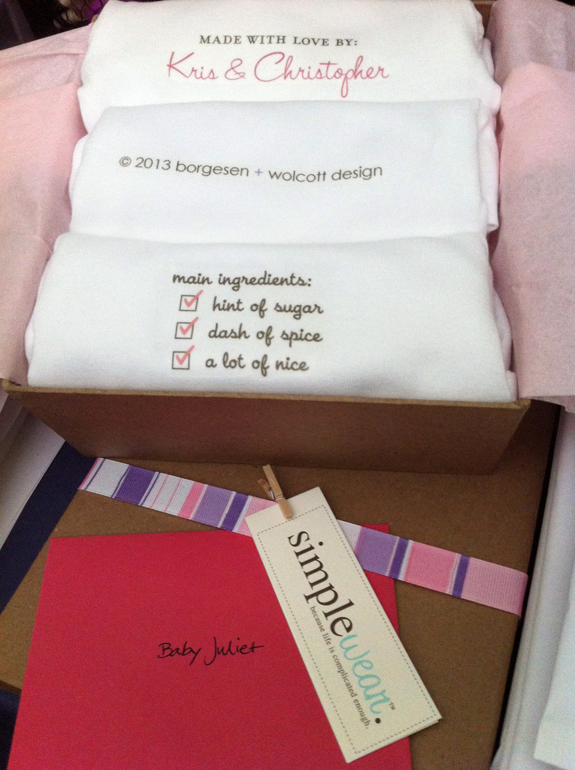 MADE WITH LOVE BY:
Kris & Christopher
© 2013 borgesen + wolcott design
main ingredients:
hint of sugar
dash of spice
a lot of nice
simplewear.™
because life is complicated enough.
Baby Juliet